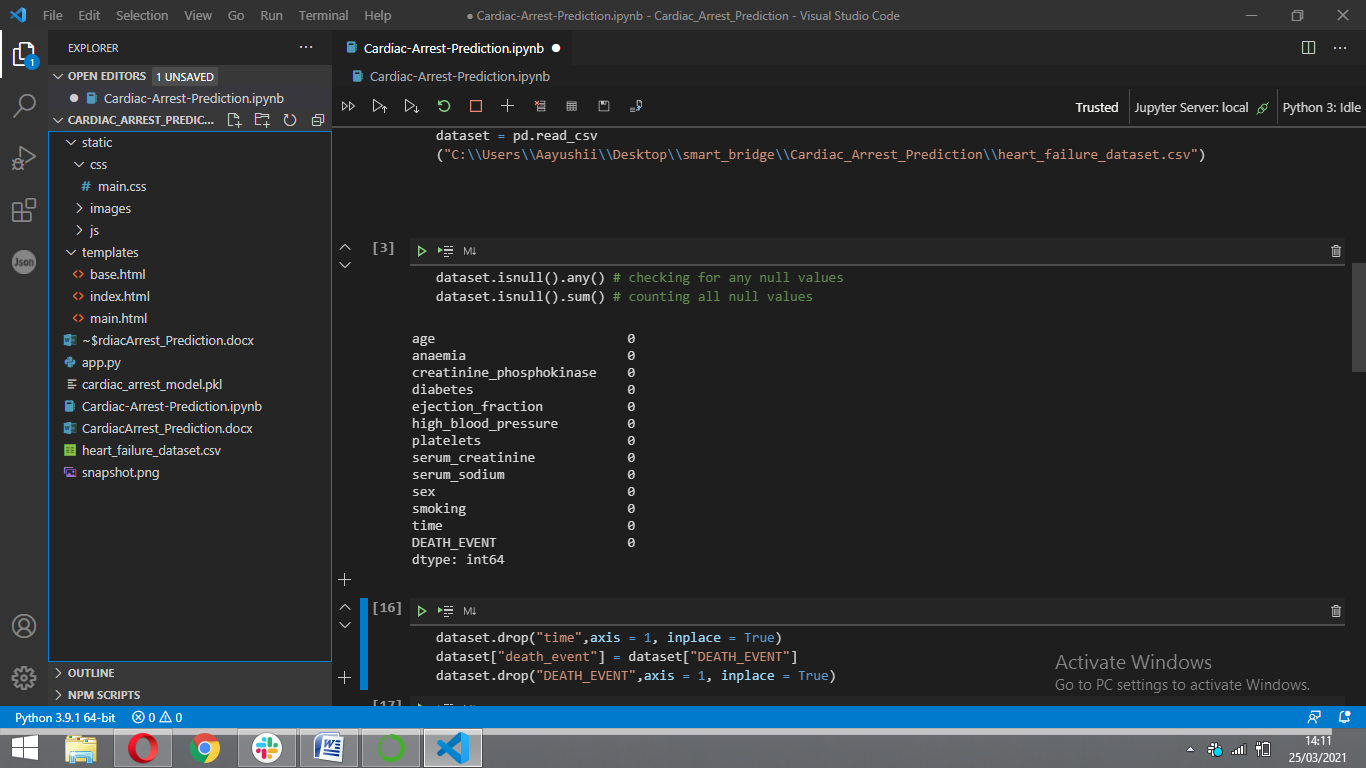 File Edit Selection View Go Run Terminal Help
● Cardiac-Arrest-Prediction.ipynb - Cardiac_Arrest_Prediction - Visual Studio Code
EXPLORER
OPEN EDITORS 1 UNSAVED
Cardiac-Arrest-Prediction.ipynb
CARDIAC_ARREST_PREDIC...
static
css
# main.css
images
js
templates
<> base.html
<> index.html
<> main.html
~$rdiacArrest_Prediction.docx
app.py
cardiac_arrest_model.pkl
Cardiac-Arrest-Prediction.ipynb
CardiacArrest_Prediction.docx
heart_failure_dataset.csv
snapshot.png
OUTLINE
NPM SCRIPTS
1
Json
Cardiac-Arrest-Prediction.ipynb
Cardiac-Arrest-Prediction.ipynb
Trusted
Jupyter Server: local
Python 3: Idle
dataset = pd.read_csv
("C:\\Users\\Aayushii\\Desktop\\smart_bridge\\Cardiac_Arrest_Prediction\\heart_failure_dataset.csv")
[3]
M↓
dataset.isnull().any() # checking for any null values
dataset.isnull().sum() # counting all null values
age 0
anaemia 0
creatinine_phosphokinase 0
diabetes 0
ejection_fraction 0
high_blood_pressure 0
platelets 0
serum_creatinine 0
serum_sodium 0
sex 0
smoking 0
time 0
DEATH_EVENT 0
dtype: int64
[16]
M↓
dataset.drop("time",axis = 1, inplace = True)
dataset["death_event"] = dataset["DEATH_EVENT"]
dataset.drop("DEATH_EVENT",axis = 1, inplace = True)
[17]
Activate Windows
Go to PC settings to activate Windows.
Python 3.9.1 64-bit
0 0
14:11
25/03/2021